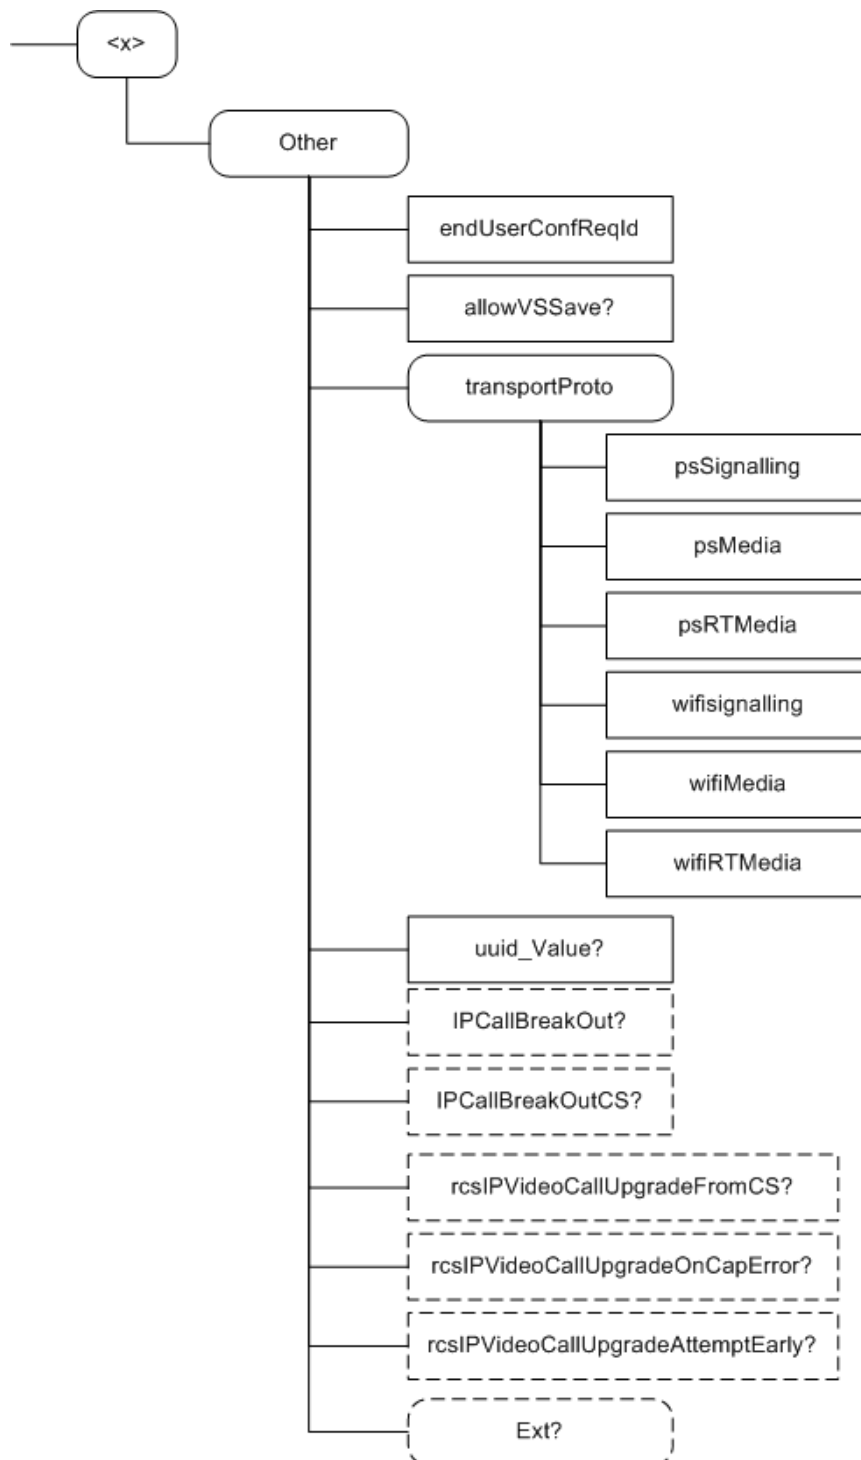 <x>
Other
endUserConfReqId
allowVSSave?
transportProto
psSignalling
psMedia
psRTMedia
wifisignalling
wifiMedia
wifiRTMedia
uuid_Value?
IPCallBreakOut?
IPCallBreakOutCS?
rcsIPVideoCallUpgradeFromCS?
rcsIPVideoCallUpgradeOnCapError?
rcsIPVideoCallUpgradeAttemptEarly?
Ext?